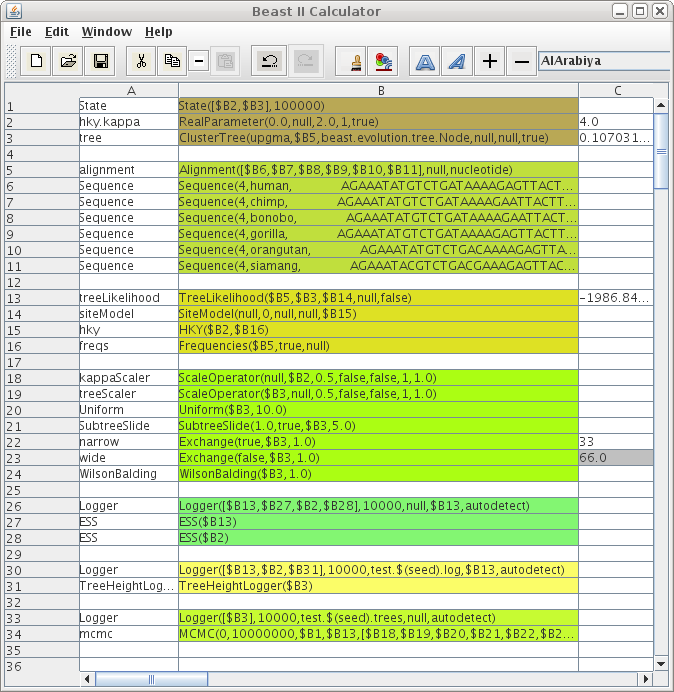 Beast II Calculator
File Edit Window Help
A A AlArabiya
A B C
1 State State([$B2,$B3],100000)
2 hky.kappa RealParameter(0.0,null,2.0,1,true) 4.0
3 tree ClusterTree(upgma,$B5,beast.evolution.tree.Node,null,null,true) 0.107031...
4
5 alignment Alignment([$B6,$B7,$B8,$B9,$B10,$B11],null,nucleotide)
6 Sequence Sequence(4,human, AGAAATATGTCTGATAAAAGAGTTACT...
7 Sequence Sequence(4,chimp, AGAAATATGTCTGATAAAAGAATTACTT...
8 Sequence Sequence(4,bonobo, AGAAATATGTCTGATAAAAGAATTACT...
9 Sequence Sequence(4,gorilla, AGAAATATGTCTGATAAAAGAGTTACTT...
10 Sequence Sequence(4,orangutan, AGAAATATGTCTGACAAAAGAGTTA...
11 Sequence Sequence(4,siamang, AGAAATACGTCTGACGAAAGAGTTAC...
12
13 treeLikelihood TreeLikelihood($B5,$B3,$B14,null,false) -1986.84...
14 siteModel SiteModel(null,0,null,null,$B15)
15 hky HKY($B2,$B16)
16 freqs Frequencies($B5,true,null)
17
18 kappaScaler ScaleOperator(null,$B2,0.5,false,false,1,1.0)
19 treeScaler ScaleOperator($B3,null,0.5,false,false,1,1.0)
20 Uniform Uniform($B3,10.0)
21 SubtreeSlide SubtreeSlide(1.0,true,$B3,5.0)
22 narrow Exchange(true,$B3,1.0) 33
23 wide Exchange(false,$B3,1.0) 66.0
24 WilsonBalding WilsonBalding($B3,1.0)
25
26 Logger Logger([$B13,$B27,$B2,$B28],10000,null,$B13,autodetect)
27 ESS ESS($B13)
28 ESS ESS($B2)
29
30 Logger Logger([$B13,$B2,$B31],10000,test.$(seed).log,$B13,autodetect)
31 TreeHeightLog... TreeHeightLogger($B3)
32
33 Logger Logger([$B3],10000,test.$(seed).trees,null,autodetect)
34 mcmc MCMC(0,10000000,$B1,$B13,[$B18,$B19,$B20,$B21,$B22,$B2...
35
36